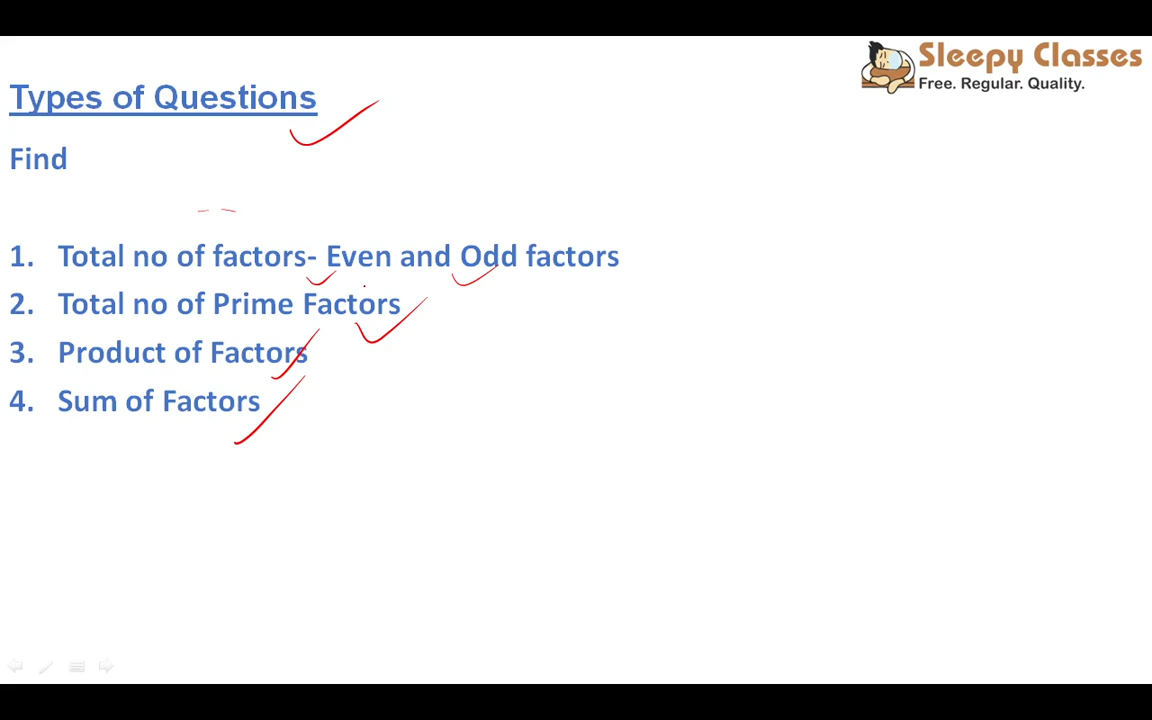 Sleepy Classes
Free. Regular. Quality.
Types of Questions
Find
1. Total no of factors- Even and Odd factors
2. Total no of Prime Factors
3. Product of Factors
4. Sum of Factors